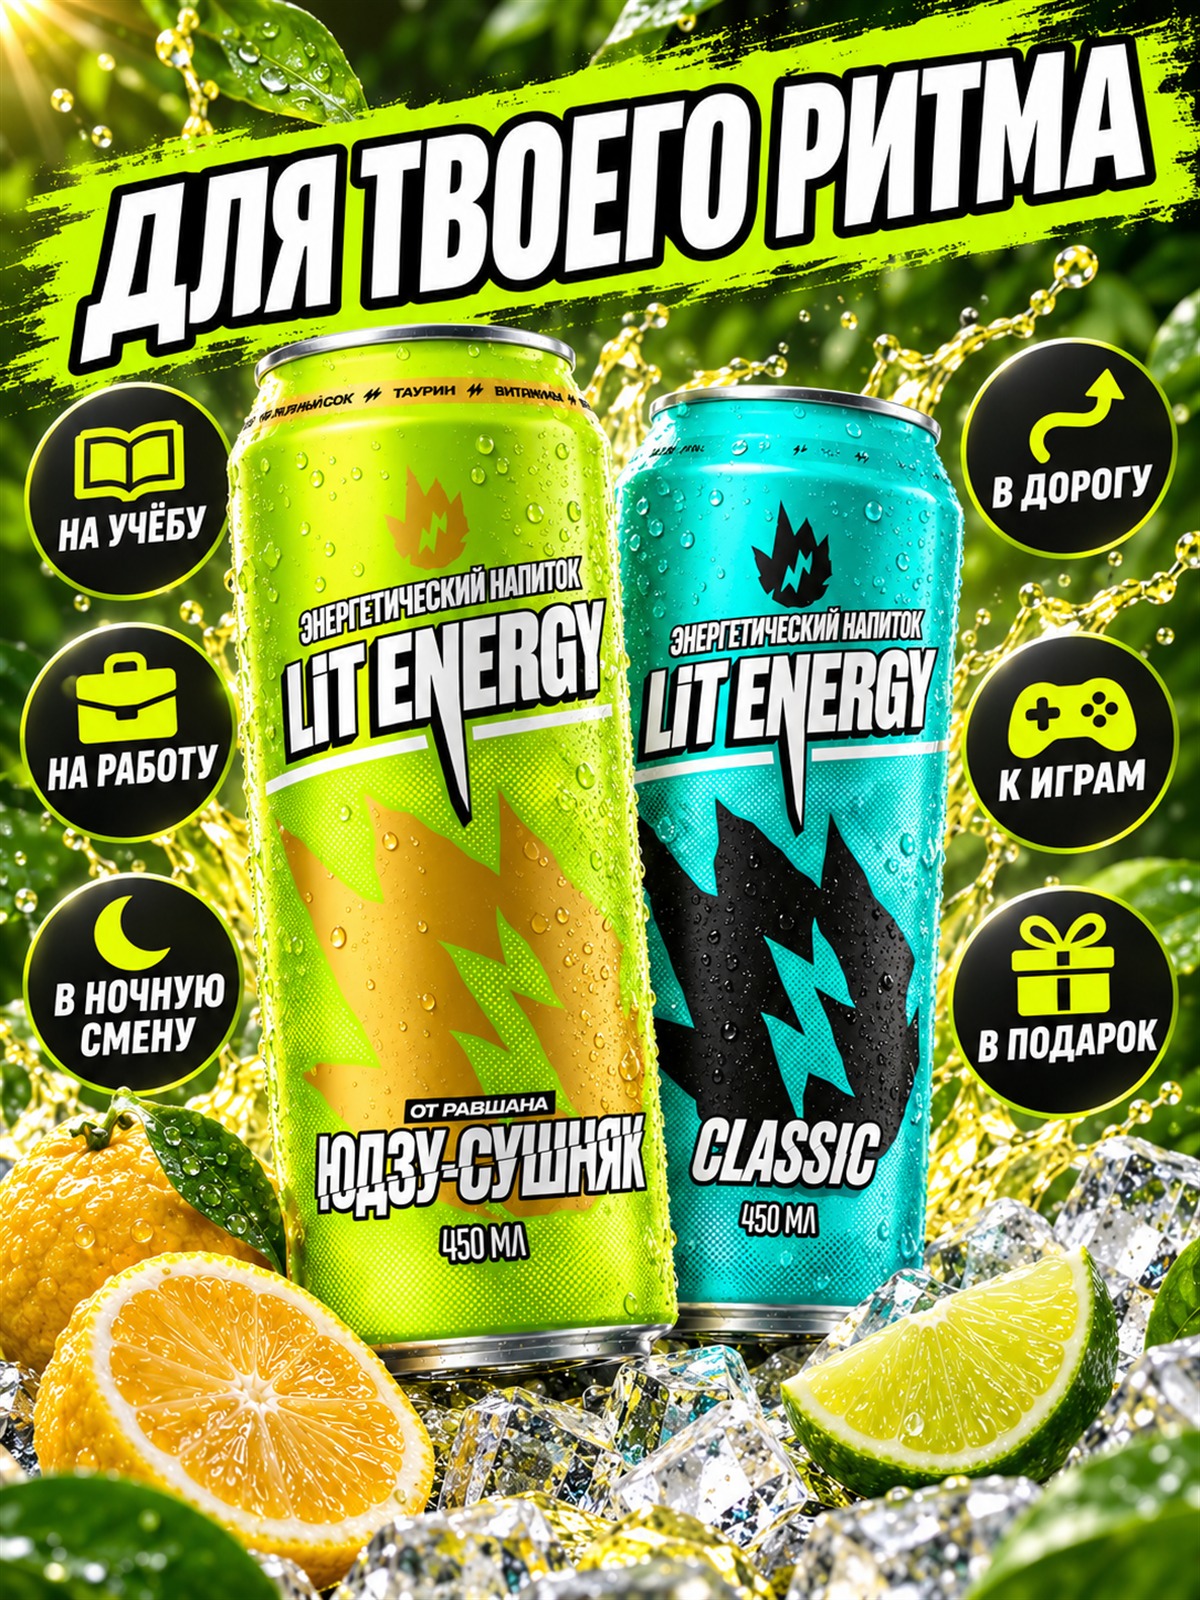 ДЛЯ ТВОЕГО РИТМА
НА УЧЁБУ
НА РАБОТУ
В НОЧНУЮ
СМЕНУ
ТАУРИН
ВИТАМИНЫ
ЭНЕРГЕТИЧЕСКИЙ НАПИТОК
LIT ENERGY
ОТ РАВШАНА
ЮДЗУ-СУШНЯК
450 МЛ
ЭНЕРГЕТИЧЕСКИЙ НАПИТОК
LIT ENERGY
CLASSIC
450 МЛ
В ДОРОГУ
К ИГРАМ
В ПОДАРОК